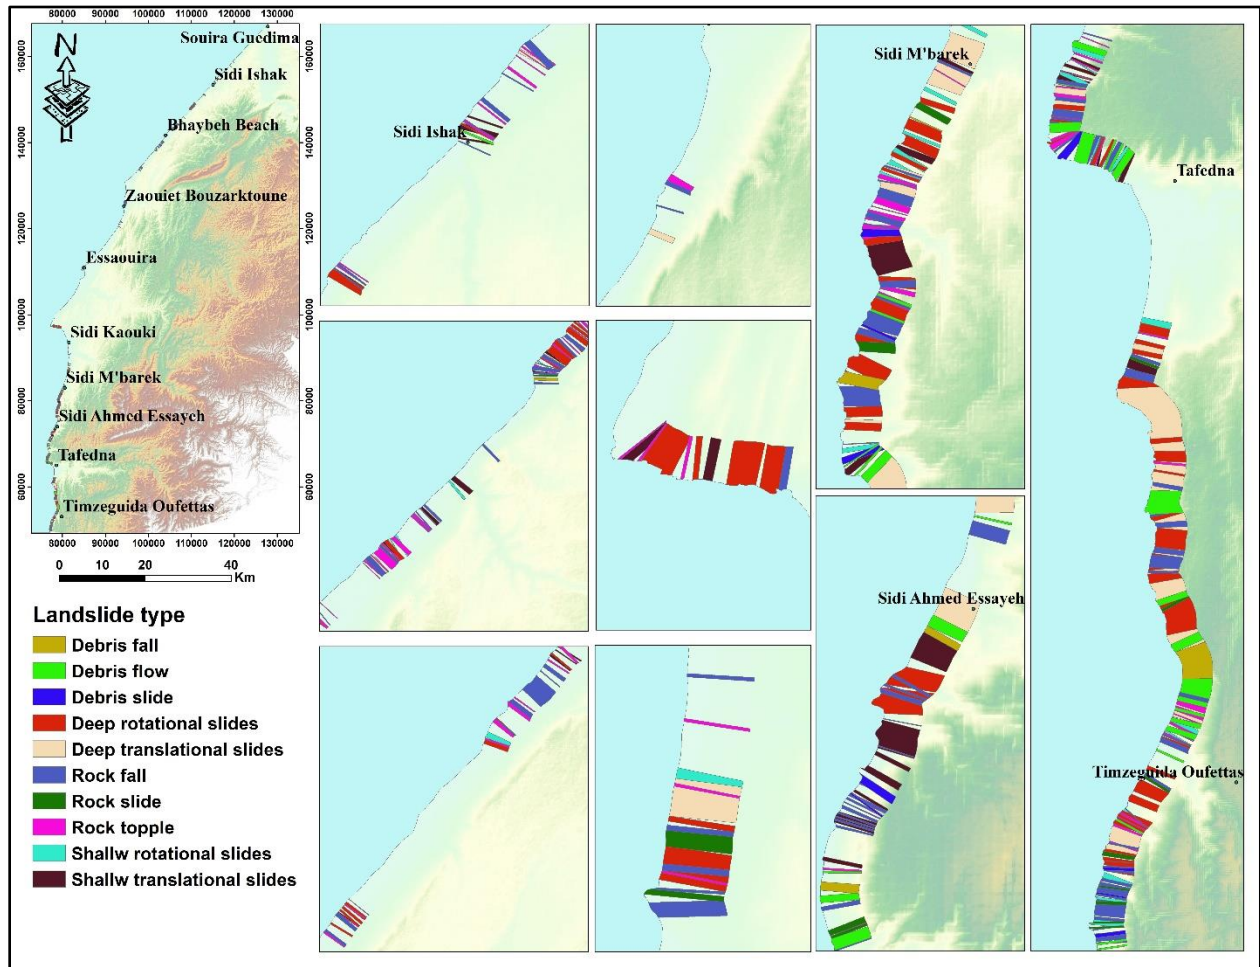 80000 90000 100000 110000 120000 130000
N
Souira Guedima
Sidi Ishak
Bhaybeh Beach
Zaouiet Bouzarktoune
Essaouira
Sidi Kaouki
Sidi M'barek
Sidi Ahmed Essayeh
Tafedna
Timzeguida Oufettas
160000
140000
120000
100000
80000
60000
160000
140000
120000
100000
80000
60000
80000 90000 100000 110000 120000 130000
0 10 20 40
Km
Landslide type
Debris fall
Debris flow
Debris slide
Deep rotational slides
Deep translational slides
Rock fall
Rock slide
Rock topple
Shallw rotational slides
Shallw translational slides
Sidi Ishak
Sidi M'barek
Sidi Ahmed Essayeh
Tafedna
Timzeguida Oufettas